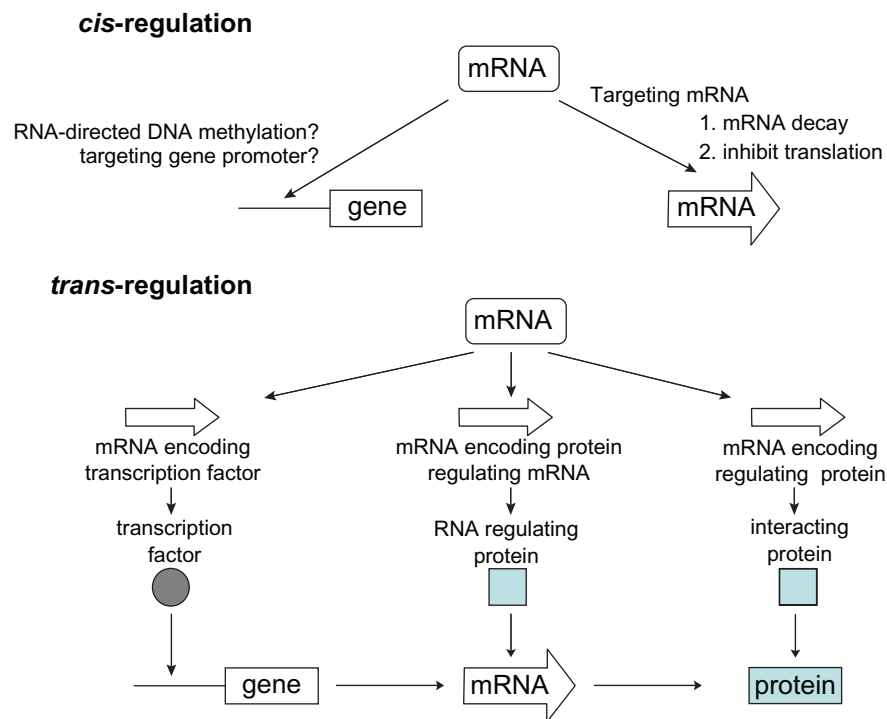 cis-regulation
mRNA
RNA-directed DNA methylation?
targeting gene promoter?
Targeting mRNA
1. mRNA decay
2. inhibit translation
gene
mRNA
trans-regulation
mRNA
mRNA encoding
transcription factor
mRNA encoding protein
regulating mRNA
mRNA encoding
regulating protein
transcription
factor
RNA regulating
protein
interacting
protein
gene
mRNA
protein